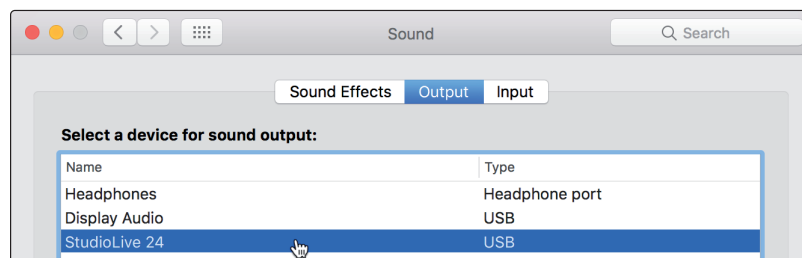 Sound
Search
Sound Effects Output Input
Select a device for sound output:
Name Type
Headphones Headphone port
Display Audio USB
StudioLive 24 USB